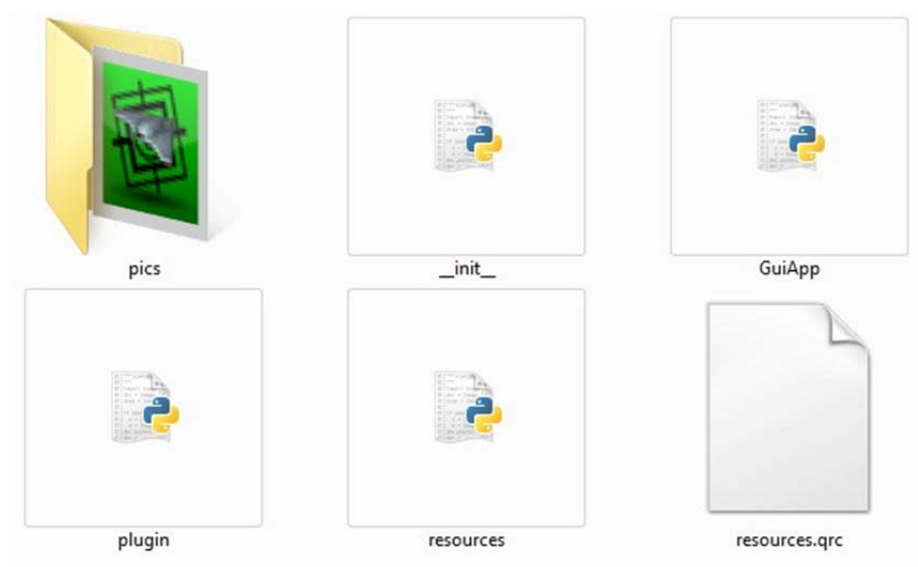 pics
__init__
GuiApp
plugin
resources
resources.qrc